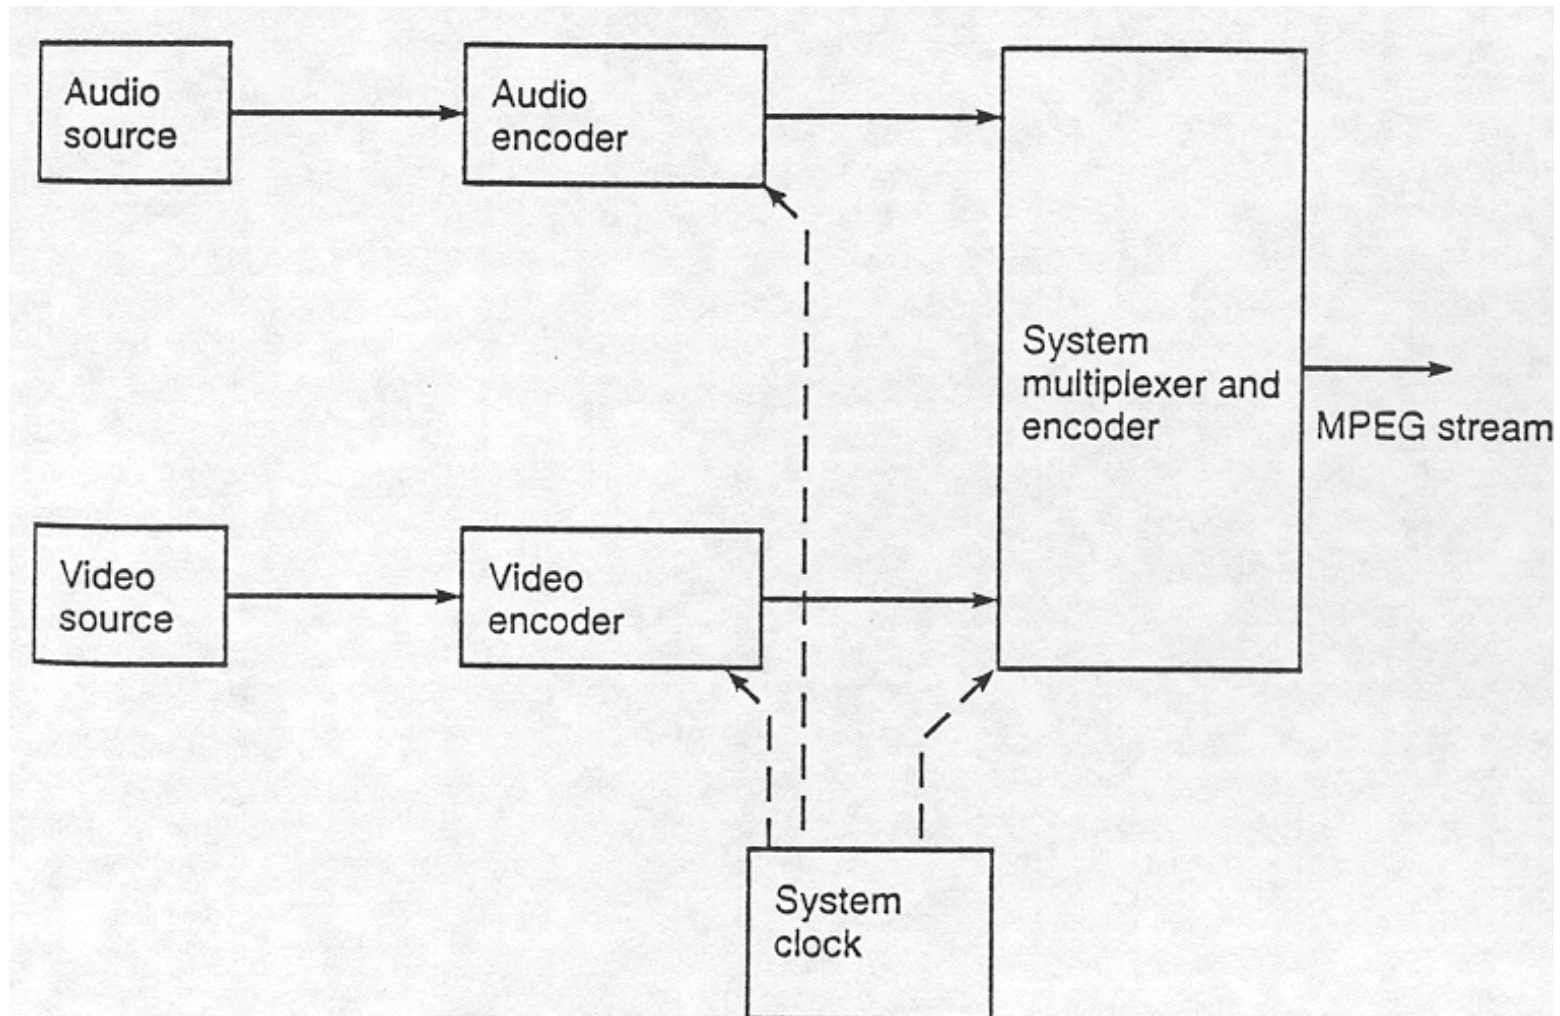 Audio
source
Audio
encoder
System
multiplexer and
encoder
MPEG stream
Video
source
Video
encoder
System
clock